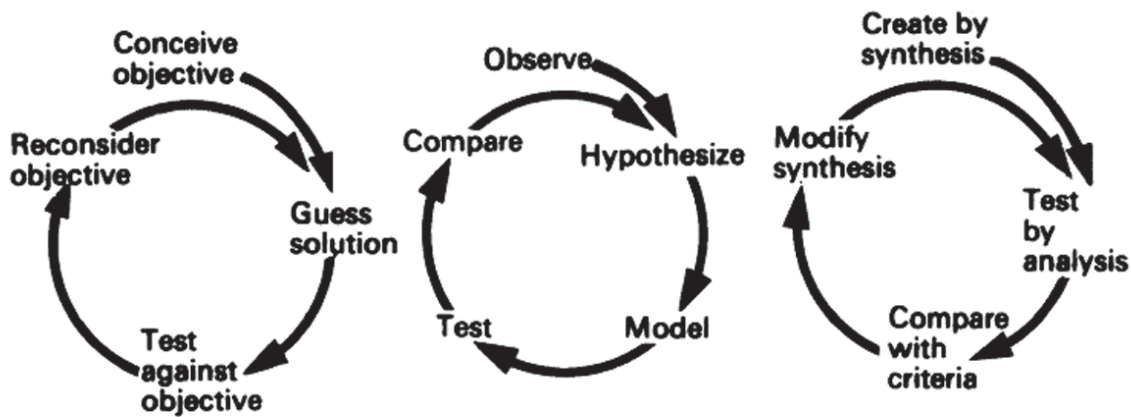 Conceive
objective
Reconsider
objective
Guess
solution
Test
against
objective
Observe
Compare
Hypothesize
Test
Model
Create by
synthesis
Modify
synthesis
Test
by
analysis
Compare
with
criteria